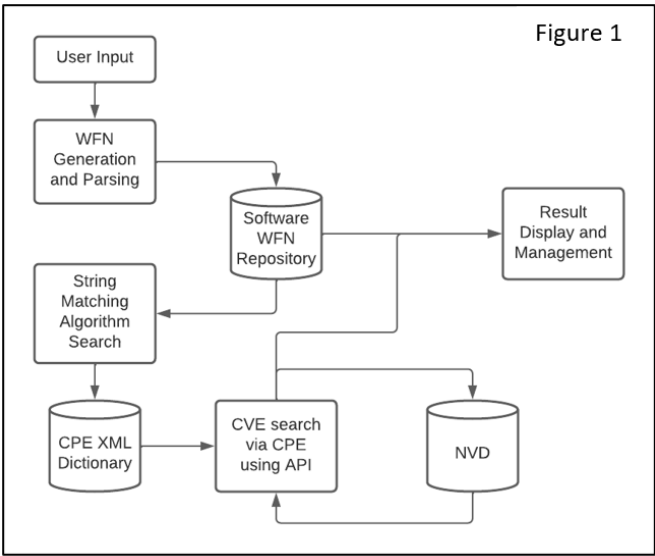 Figure 1
User Input
WFN
Generation
and Parsing
Software
WFN
Repository
Result
Display and
Management
String
Matching
Algorithm
Search
CPE XML
Dictionary
CVE search
via CPE
using API
NVD